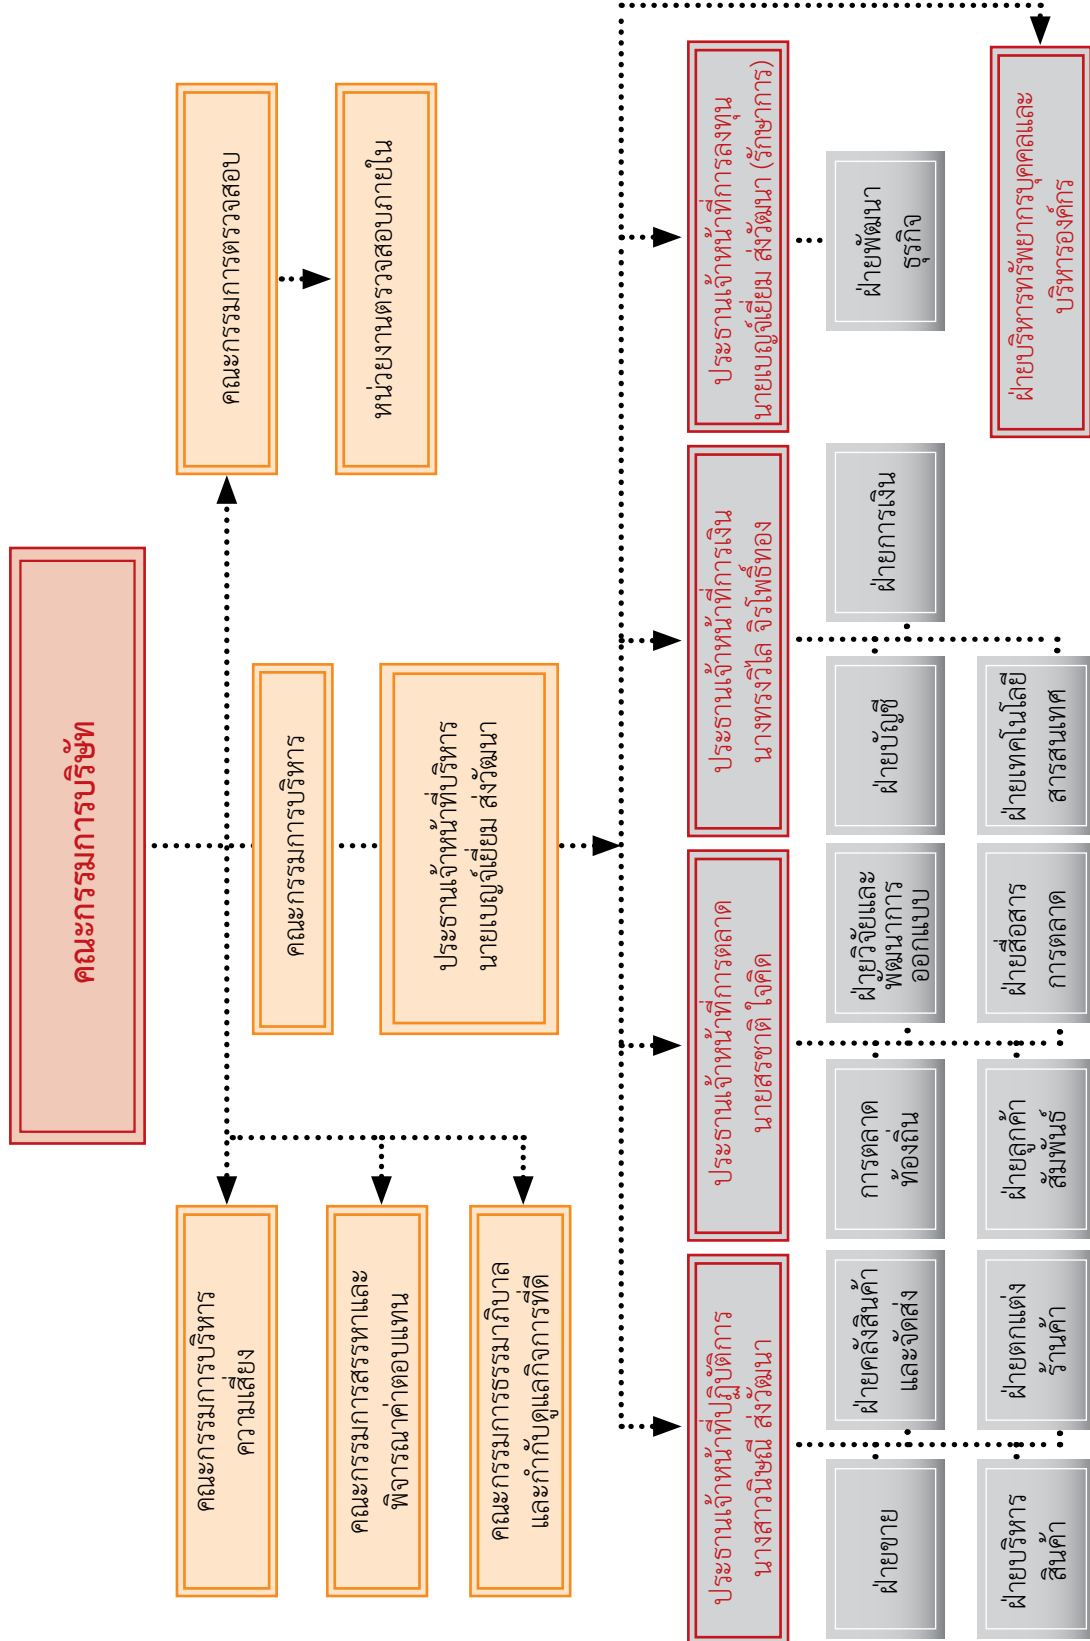 คณะกรรมการบริษัท
คณะกรรมการบริหาร
ความเสี่ยง
คณะกรรมการตรวจสอบ
คณะกรรมการบริหาร
คณะกรรมการสรรหาและ
พิจารณาค่าตอบแทน
หน่วยงานตรวจสอบภายใน
ประธานเจ้าหน้าที่บริหาร
นายเบญจ์เยี่ยม ส่งวัฒนา
คณะกรรมการธรรมาภิบาล
และกำกับดูแลกิจการที่ดี
ประธานเจ้าหน้าที่ปฏิบัติการ
นางสาวนิษณี ส่งวัฒนา
ประธานเจ้าหน้าที่การตลาด
นายสรชาติ ใจคิด
ประธานเจ้าหน้าที่การเงิน
นางทรงวิไล จิรโพธิ์ทอง
ประธานเจ้าหน้าที่การลงทุน
นายเบญจ์เยี่ยม ส่งวัฒนา (รักษาการ)
ฝ่ายขาย
ฝ่ายคลังสินค้า
และจัดส่ง
การตลาด
ท้องถิ่น
ฝ่ายวิจัยและ
พัฒนาการ
ออกแบบ
ฝ่ายบัญชี
ฝ่ายการเงิน
ฝ่ายพัฒนา
ธุรกิจ
ฝ่ายบริหาร
สินค้า
ฝ่ายตกแต่ง
ร้านค้า
ฝ่ายลูกค้า
สัมพันธ์
ฝ่ายสื่อสาร
การตลาด
ฝ่ายเทคโนโลยี
สารสนเทศ
ฝ่ายบริหารทรัพยากรบุคคลและ
บริหารองค์กร